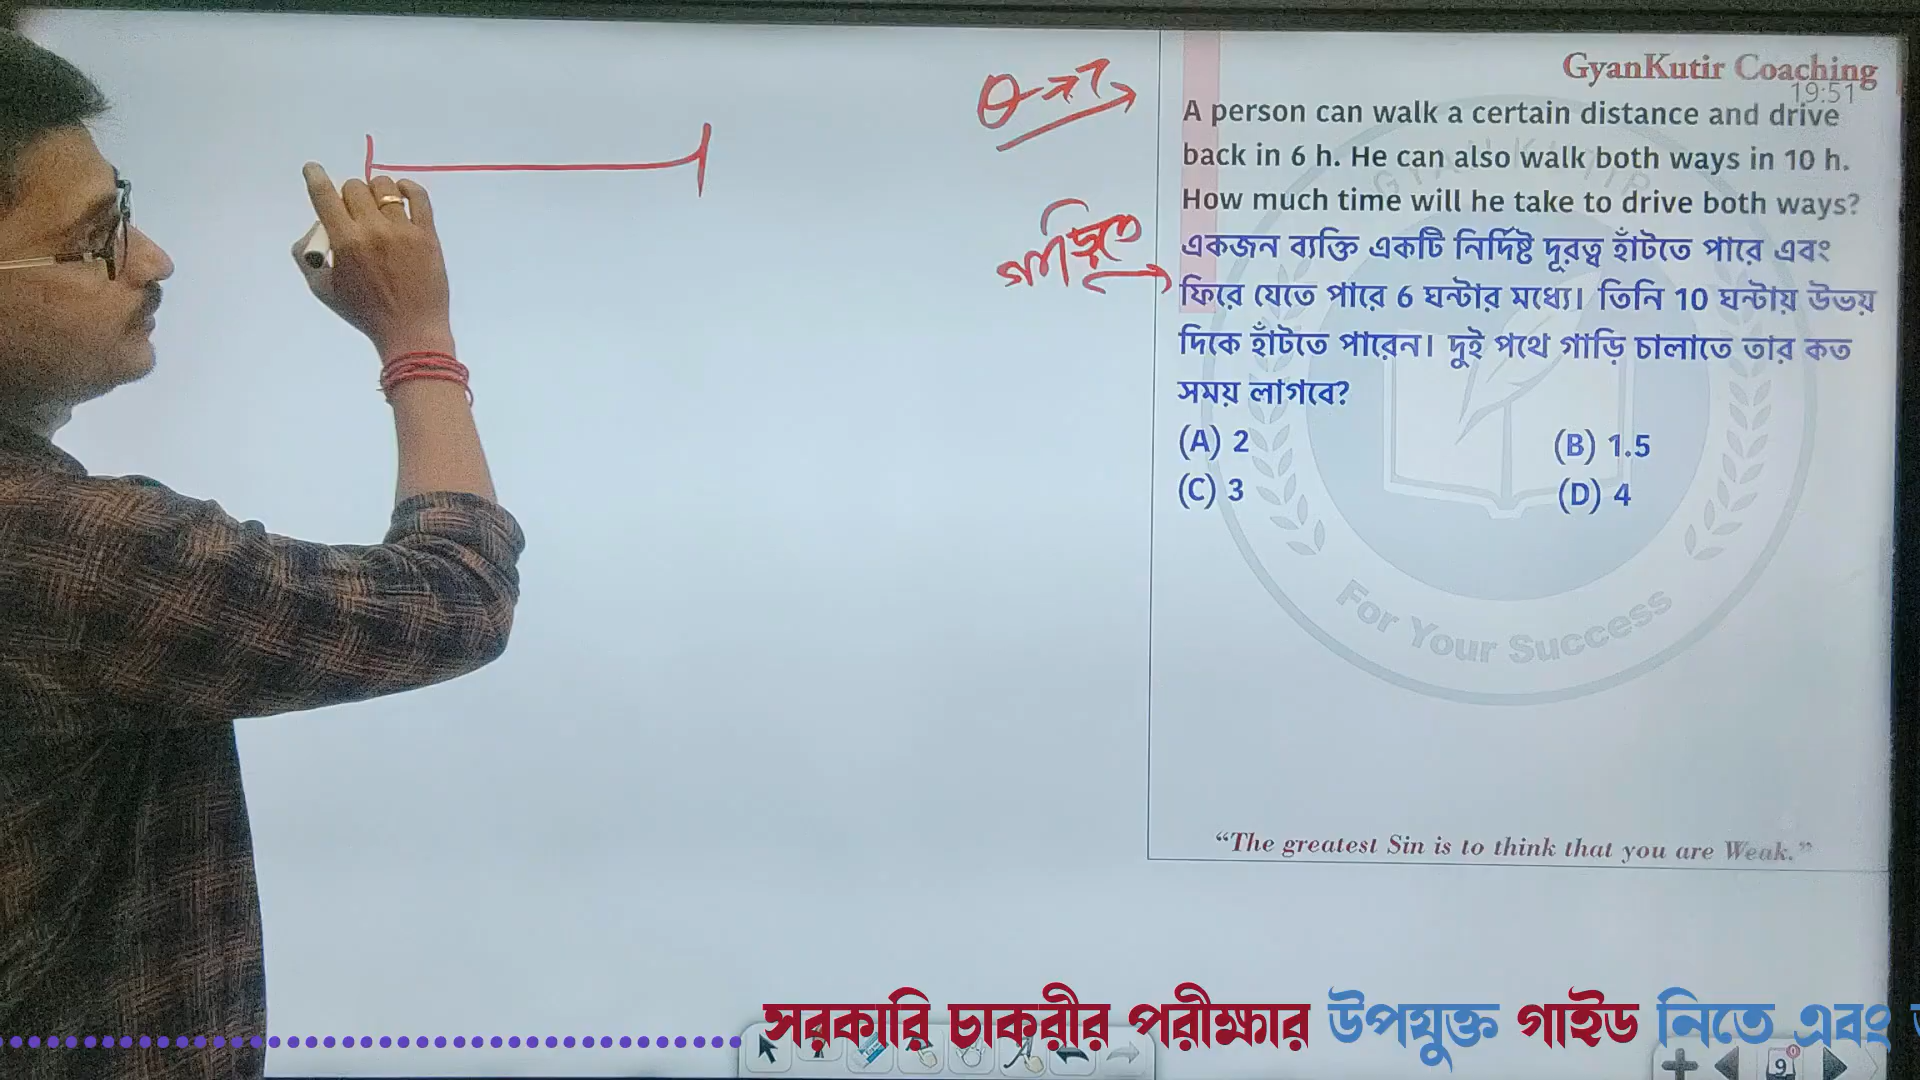 GyanKutir Coaching
19:51
A person can walk a certain distance and drive
back in 6 h. He can also walk both ways in 10 h.
How much time will he take to drive both ways?
একজন ব্যক্তি একটি নির্দিষ্ট দূরত্ব হাঁটতে পারে এবং
ফিরে যেতে পারে 6 ঘন্টার মধ্যে। তিনি 10 ঘন্টায় উভয়
দিকে হাঁটতে পারেন। দুই পথে গাড়ি চালাতে তার কত
সময় লাগবে?
(A) 2 (B) 1.5
(C) 3 (D) 4
For Your Success
“The greatest Sin is to think that you are Weak.”
সরকারি চাকরীর পরীক্ষার উপযুক্ত গাইড নিতে এবং
9